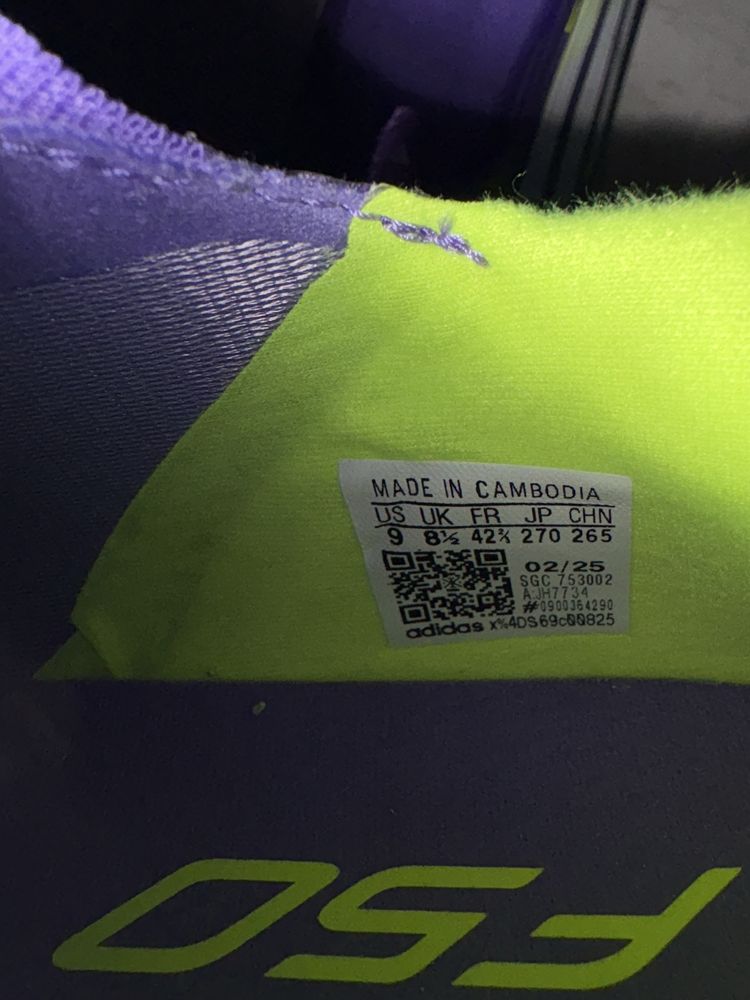 MADE IN CAMBODIA
US UK FR JP CHN
9 8½ 42⅔ 270 265
02/25
SGC 753002
A:JH7734
#0900364290
adidas x%4DS69c00825
F50